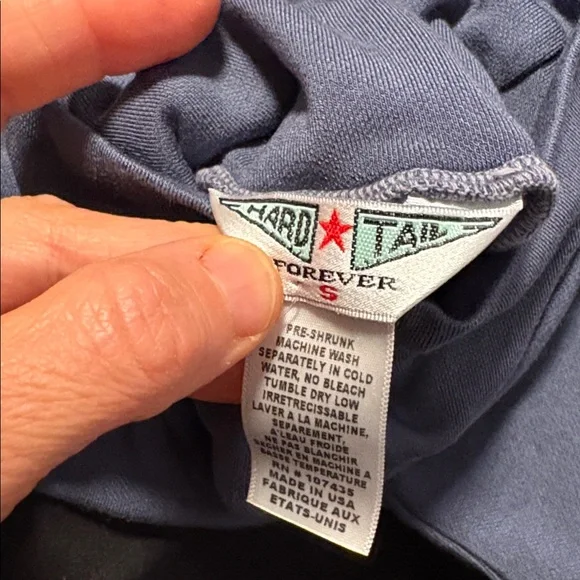 HARD ★ TAIL
FOREVER
S
PRE-SHRUNK
MACHINE WASH
SEPARATELY IN COLD
WATER, NO BLEACH
TUMBLE DRY LOW
IRRETRECISSABLE
LAVER A LA MACHINE,
SEPAREMENT,
A'LEAU FROIDE
NE PAS BLANCHIR
SECHER EN MACHINE A
BASSE TEMPERATURE
RN # 107435
MADE IN USA
FABRIQUE AUX
ETATS-UNIS